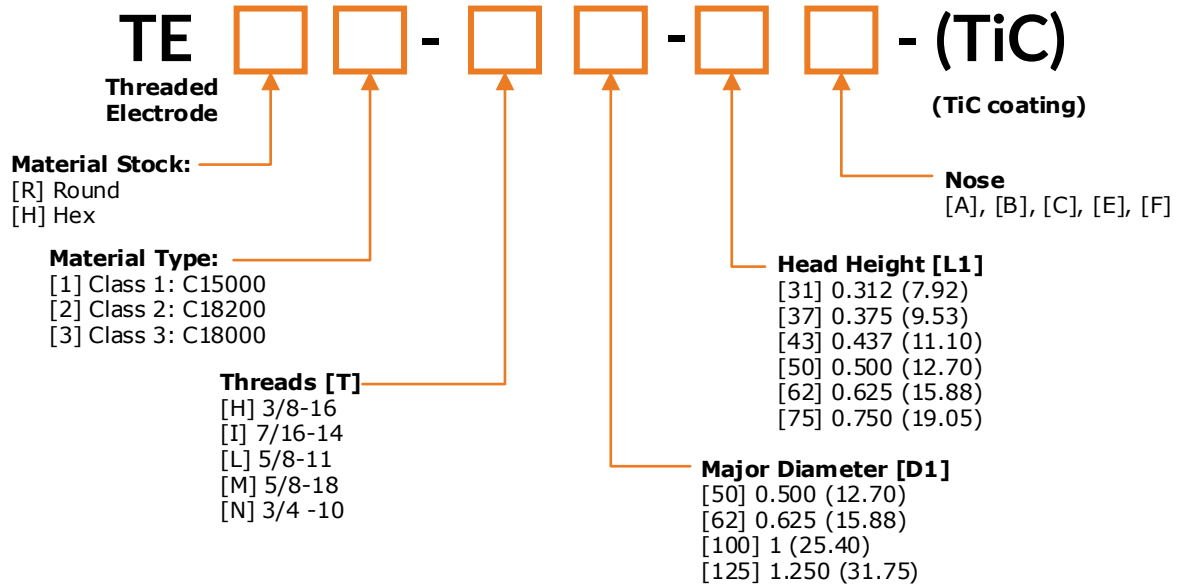 TE - - - (TiC)
Threaded
Electrode
(TiC coating)
Material Stock:
[R] Round
[H] Hex
Nose
[A], [B], [C], [E], [F]
Material Type:
[1] Class 1: C15000
[2] Class 2: C18200
[3] Class 3: C18000
Head Height [L1]
[31] 0.312 (7.92)
[37] 0.375 (9.53)
[43] 0.437 (11.10)
[50] 0.500 (12.70)
[62] 0.625 (15.88)
[75] 0.750 (19.05)
Threads [T]
[H] 3/8-16
[I] 7/16-14
[L] 5/8-11
[M] 5/8-18
[N] 3/4 -10
Major Diameter [D1]
[50] 0.500 (12.70)
[62] 0.625 (15.88)
[100] 1 (25.40)
[125] 1.250 (31.75)